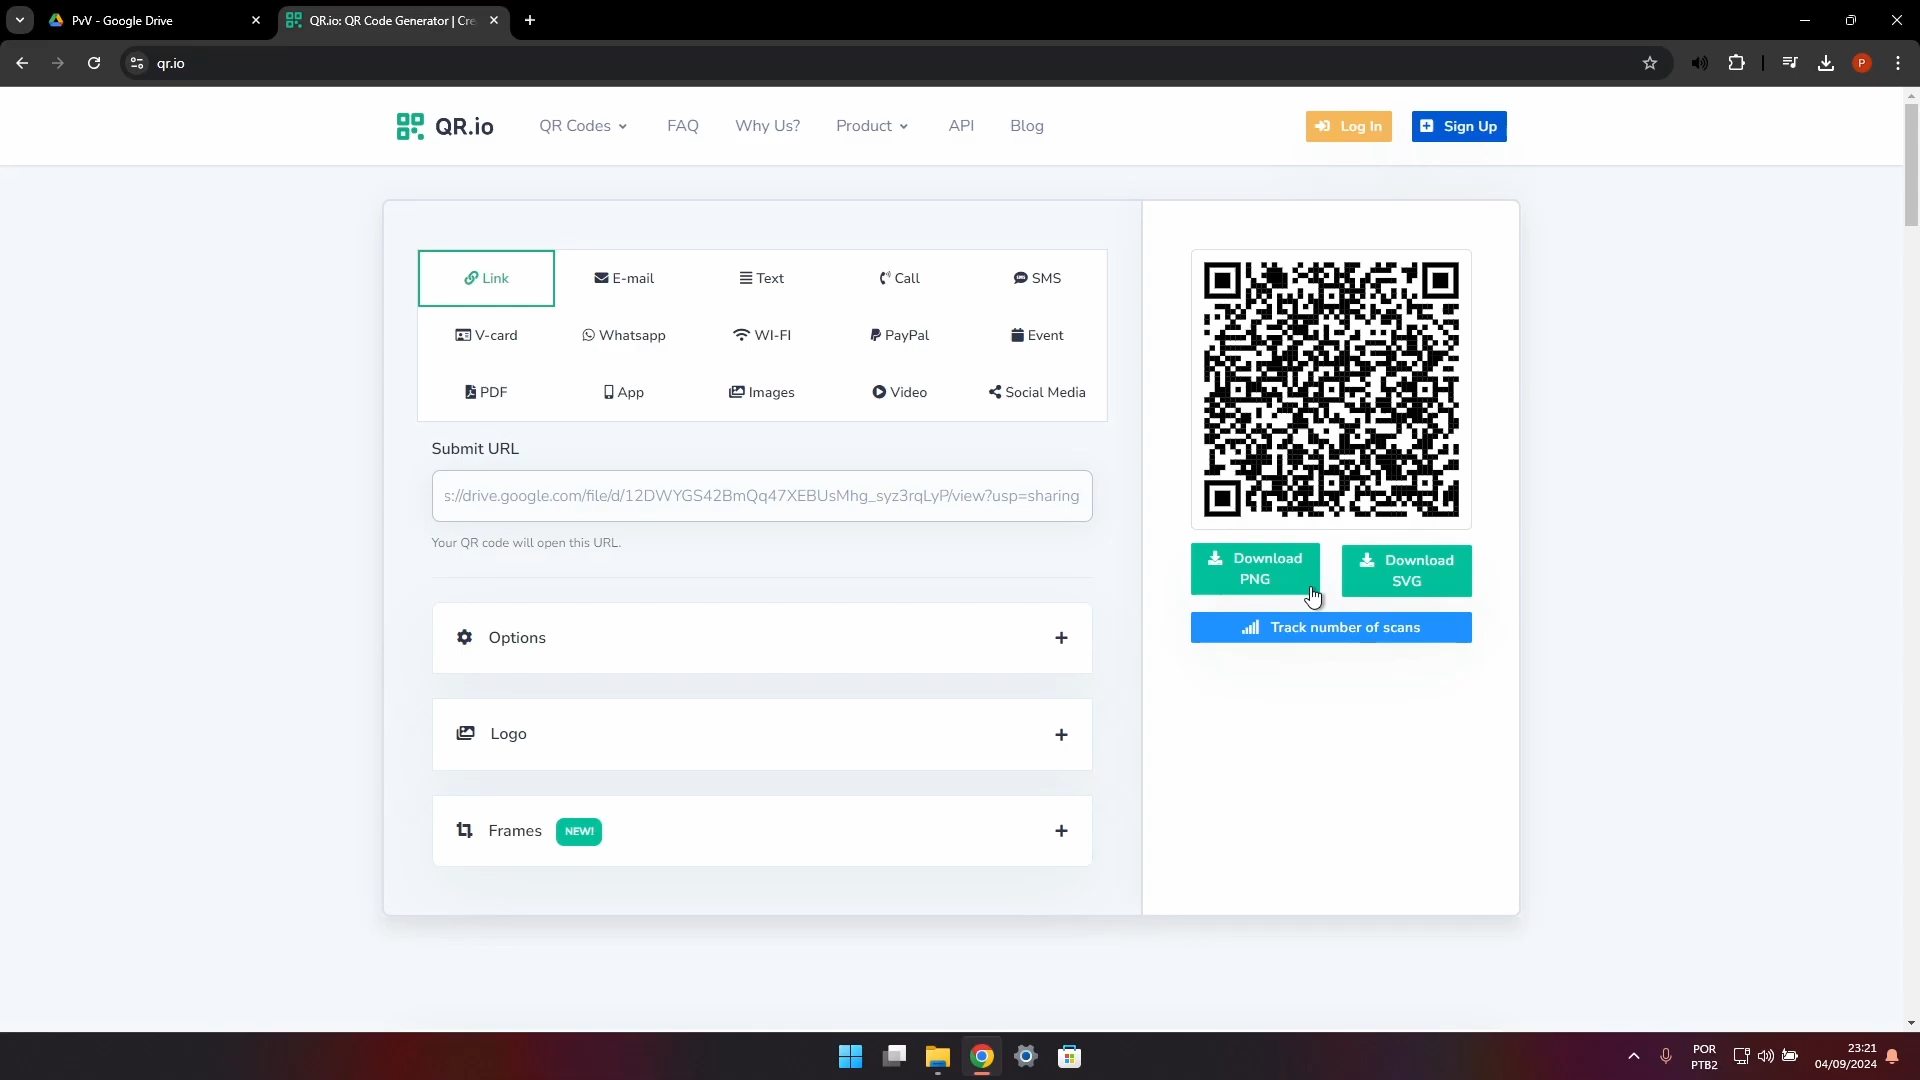 PvV - Google Drive
QR.io: QR Code Generator | Cre
qr.io
P
QR.io
QR Codes
FAQ
Why Us?
Product
API
Blog
Log In
Sign Up
Link
E-mail
Text
Call
SMS
V-card
Whatsapp
WI-FI
PayPal
Event
PDF
App
Images
Video
Social Media
Submit URL
s://drive.google.com/file/d/12DWYGS42BmQq47XEBUsMhg_syz3rqLyP/view?usp=sharing
Your QR code will open this URL.
Options
Logo
Frames
NEW!
Download
PNG
Download
SVG
Track number of scans
POR
PTB2
23:21
04/09/2024